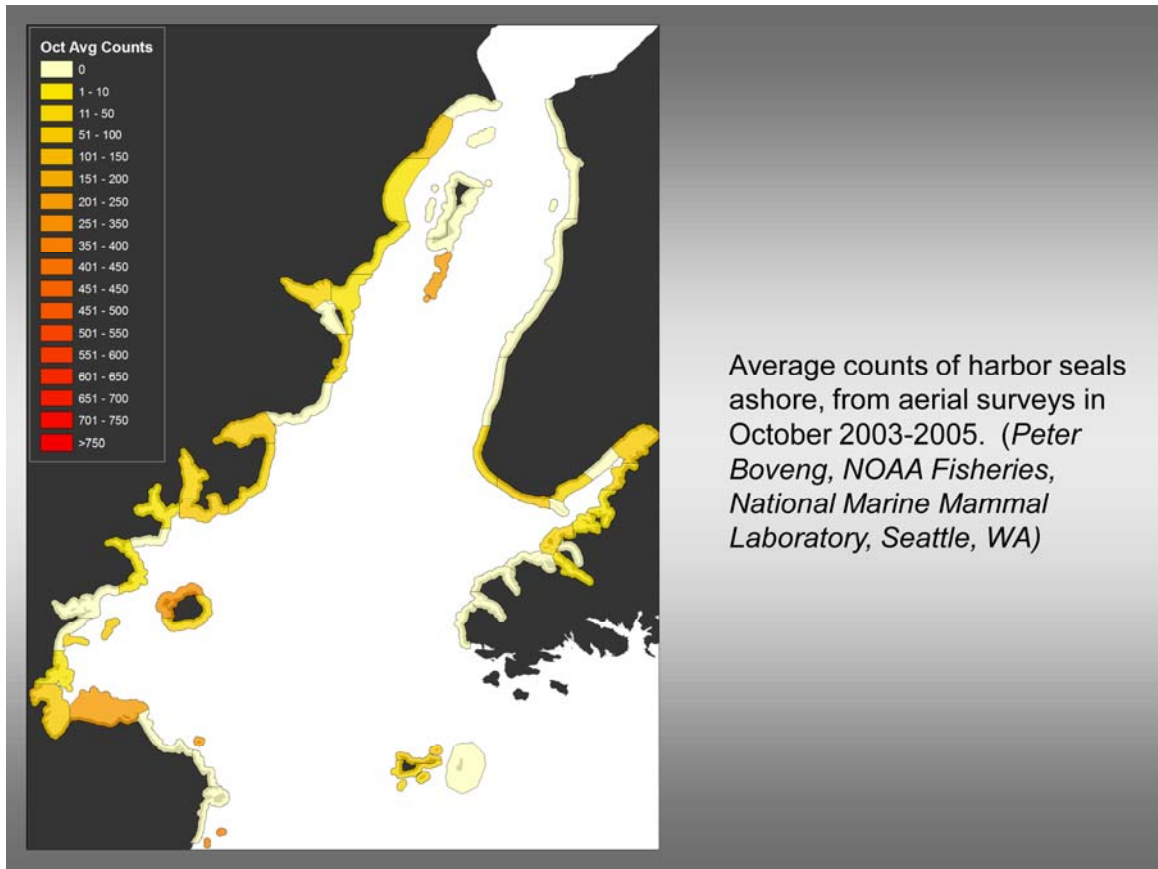 Oct Avg Counts
0
1 - 10
11 - 50
51 - 100
101 - 150
151 - 200
201 - 250
251 - 350
351 - 400
401 - 450
451 - 450
451 - 500
501 - 550
551 - 600
601 - 650
651 - 700
701 - 750
>750
Average counts of harbor seals
ashore, from aerial surveys in
October 2003-2005. (Peter
Boveng, NOAA Fisheries,
National Marine Mammal
Laboratory, Seattle, WA)